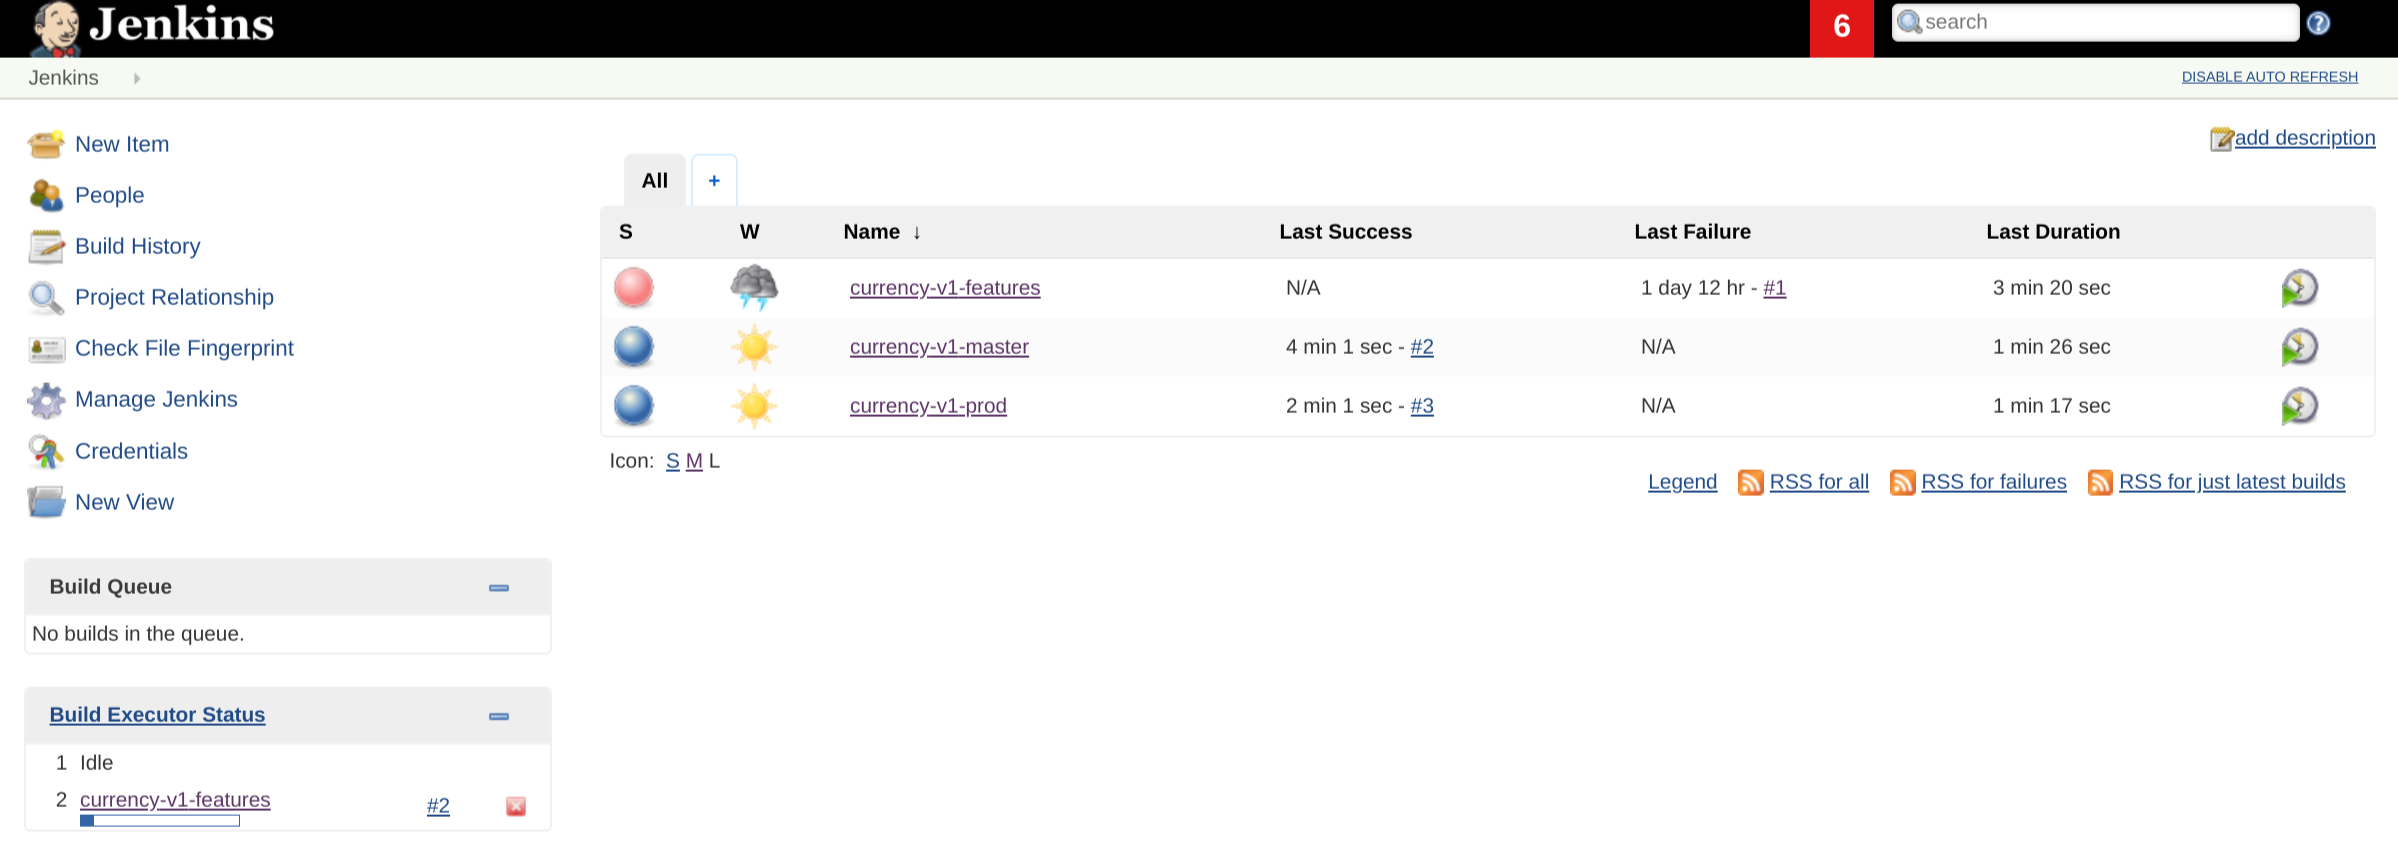 Jenkins
6
search
Jenkins
DISABLE AUTO REFRESH
New Item
People
Build History
Project Relationship
Check File Fingerprint
Manage Jenkins
Credentials
New View
Build Queue
No builds in the queue.
Build Executor Status
1 Idle
2 currency-v1-features #2
add description
All +
S W Name ↓ Last Success Last Failure Last Duration
currency-v1-features N/A 1 day 12 hr - #1 3 min 20 sec
currency-v1-master 4 min 1 sec - #2 N/A 1 min 26 sec
currency-v1-prod 2 min 1 sec - #3 N/A 1 min 17 sec
Icon: S M L
Legend RSS for all RSS for failures RSS for just latest builds